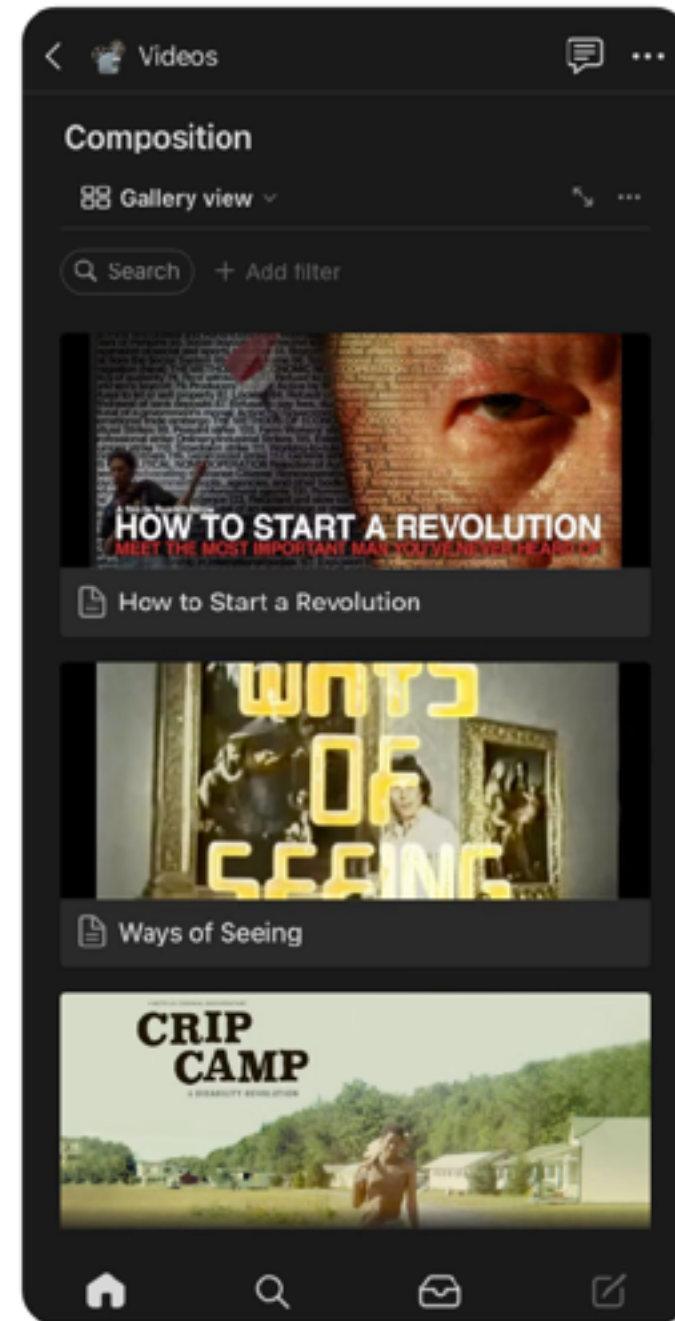 Videos
Composition
Gallery view
Search + Add filter
HOW TO START A REVOLUTION
MEET THE MOST IMPORTANT MAN YOU'VE NEVER HEARD OF
How to Start a Revolution
WAYS
OF
SEEING
Ways of Seeing
CRIP
CAMP
A DISABILITY REVOLUTION